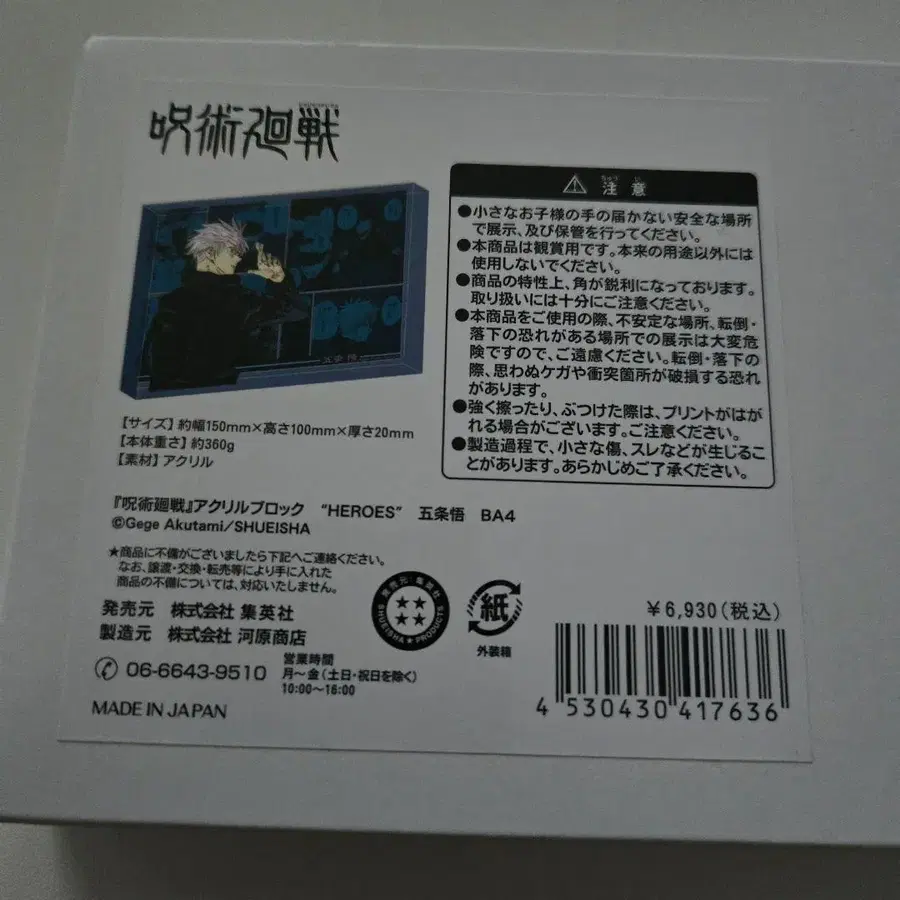 呪術廻戦
【サイズ】約幅150mm×高さ100mm×厚さ20mm
【本体重さ】約360g
【素材】アクリル
注意
●小さなお子様の手の届かない安全な場所
で展示、及び保管を行ってください。
●本商品は観賞用です。本来の用途以外には
使用しないでください。
●商品の特性上、角が鋭利になっております。
取り扱いには十分にご注意ください。
●本商品をご使用の際、不安定な場所、転倒・
落下の恐れがある場所での展示は大変危
険ですので、ご遠慮ください。転倒・落下の
際、思わぬケガや衝突箇所が破損する恐れ
があります。
●強く擦ったり、ぶつけた際は、プリントがはが
れる場合がございます。ご注意ください。
●製造過程で、小さな傷、スレなどが生じるこ
とがあります。あらかじめご了承ください。
『呪術廻戦』アクリルブロック “HEROES” 五条悟 BA4
©Gege Akutami/SHUEISHA
★商品に不備がございましたら下記へご連絡ください。
なお、譲渡・交換・転売等により手に入れた
商品の不備については、対応いたしません。
発売元 株式会社 集英社
製造元 株式会社 河原商店
06-6643-9510
営業時間
月〜金(土日・祝日を除く)
10:00〜16:00
MADE IN JAPAN
発売元:集英社
SHUEISHA★PRODUCTS
紙
外装箱
¥6,930(税込)
4 530430 417636